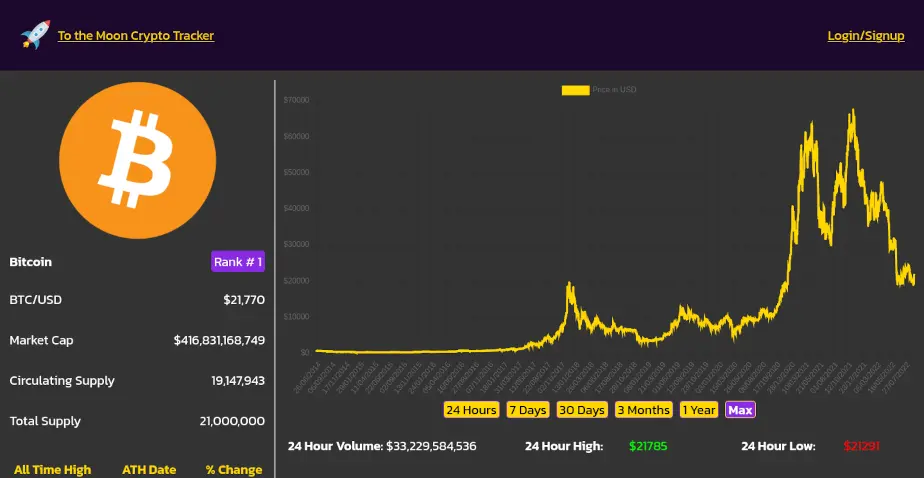 To the Moon Crypto Tracker
Login/Signup
Bitcoin
Rank # 1
BTC/USD
$21,770
Market Cap
$416,831,168,749
Circulating Supply
19,147,943
Total Supply
21,000,000
All Time High
ATH Date
% Change
Price in USD
$70000
$60000
$50000
$40000
$30000
$20000
$10000
$0
24 Hours
7 Days
30 Days
3 Months
1 Year
Max
24 Hour Volume: $33,229,584,536
24 Hour High: $21785
24 Hour Low: $21291